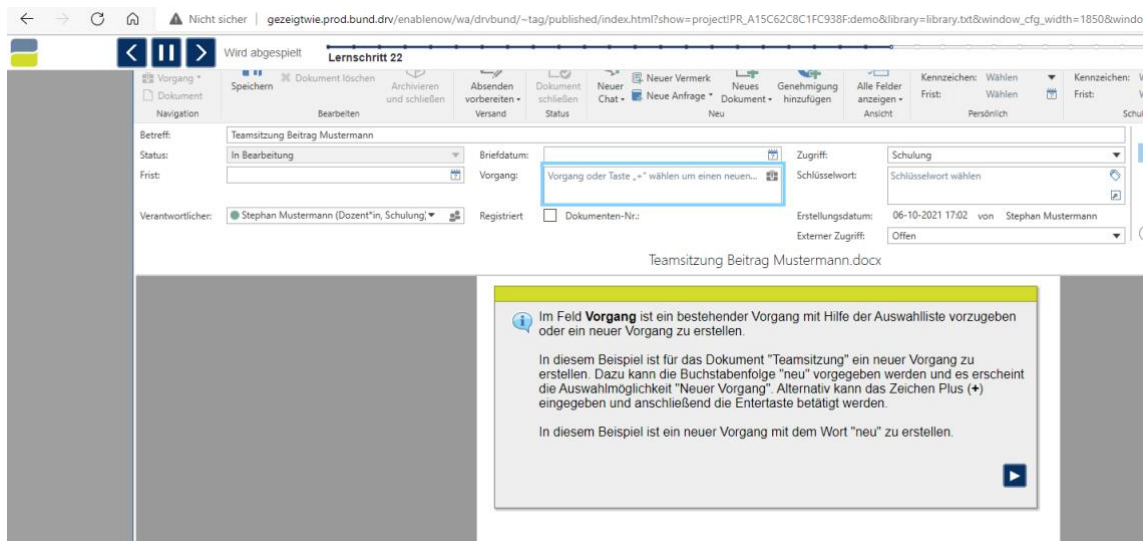 Nicht sicher | gezeigtwie.prod.bund.drv/enablenow/wa/drvbund/~tag/published/index.html?show=project!PR_A15C62C8C1FC938F:demo&library=library.txt&window_cfg_width=1850&windo
Wird abgespielt Lernschritt 22
Vorgang
Dokument
Navigation
Speichern
Dokument löschen
Archivieren
und schließen
Bearbeiten
Absenden
vorbereiten
Versand
Dokument
schließen
Status
Neuer
Chat
Neuer Vermerk
Neue Anfrage
Neues
Dokument
Genehmigung
hinzufügen
Neu
Alle Felder
anzeigen
Ansicht
Kennzeichen: Wählen
Frist: Wählen
Persönlich
Kennzeichen:
Frist:
Schul
Betreff: Teamsitzung Beitrag Mustermann
Status: In Bearbeitung Briefdatum: Zugriff: Schulung
Frist: Vorgang: Vorgang oder Taste „+" wählen um einen neuen... Schlüsselwort: Schlüsselwort wählen
Verantwortlicher: Stephan Mustermann (Dozent*in, Schulung, Registriert Dokumenten-Nr.: Erstellungsdatum: 06-10-2021 17:02 von Stephan Mustermann
Externer Zugriff: Offen
Teamsitzung Beitrag Mustermann.docx
Im Feld Vorgang ist ein bestehender Vorgang mit Hilfe der Auswahlliste vorzugeben
oder ein neuer Vorgang zu erstellen.
In diesem Beispiel ist für das Dokument "Teamsitzung" ein neuer Vorgang zu
erstellen. Dazu kann die Buchstabenfolge "neu" vorgegeben werden und es erscheint
die Auswahlmöglichkeit "Neuer Vorgang". Alternativ kann das Zeichen Plus (+)
eingegeben und anschließend die Entertaste betätigt werden.
In diesem Beispiel ist ein neuer Vorgang mit dem Wort "neu" zu erstellen.